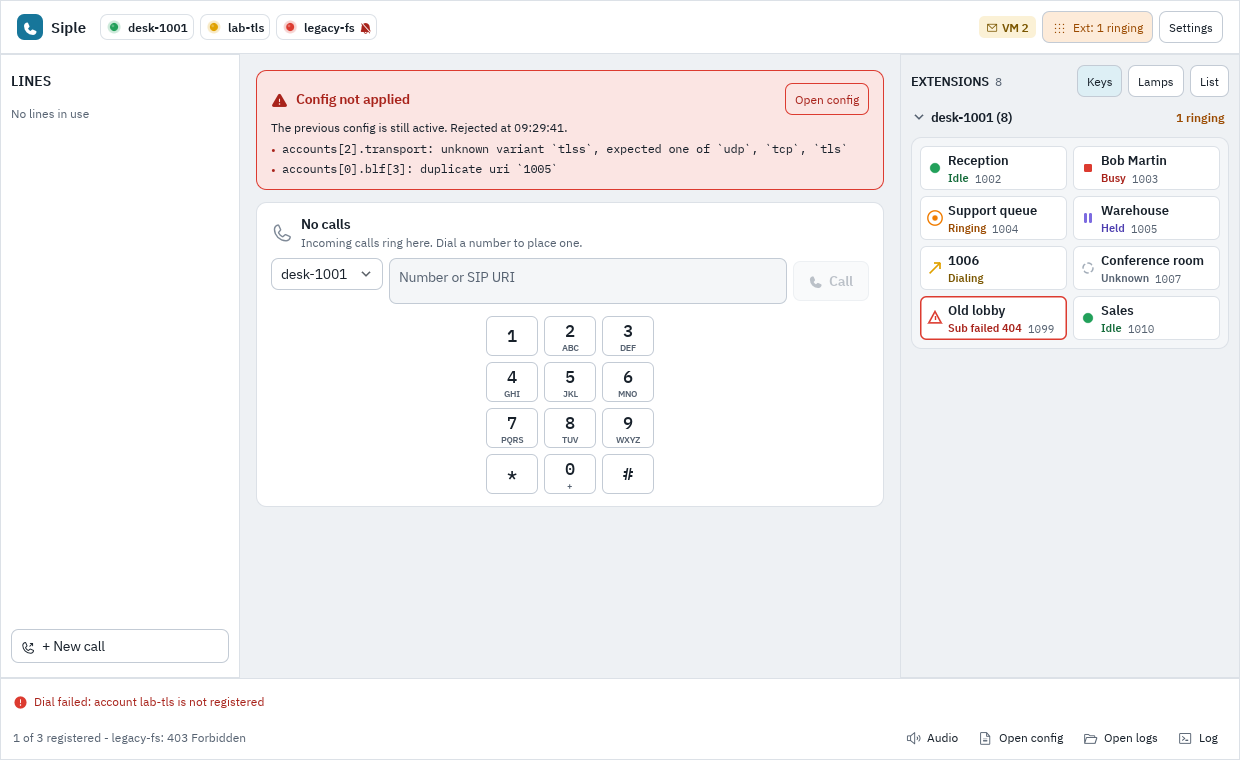 Siple
desk-1001
lab-tls
legacy-fs
VM 2
Ext: 1 ringing
Settings
LINES
No lines in use
+ New call
Config not applied
Open config
The previous config is still active. Rejected at 09:29:41.
• accounts[2].transport: unknown variant `tlss`, expected one of `udp`, `tcp`, `tls`
• accounts[0].blf[3]: duplicate uri `1005`
No calls
Incoming calls ring here. Dial a number to place one.
desk-1001
Number or SIP URI
Call
1
2
ABC
3
DEF
4
GHI
5
JKL
6
MNO
7
PQRS
8
TUV
9
WXYZ
*
0
+
#
EXTENSIONS 8
Keys
Lamps
List
desk-1001 (8)
1 ringing
Reception
Idle 1002
Bob Martin
Busy 1003
Support queue
Ringing 1004
Warehouse
Held 1005
1006
Dialing
Conference room
Unknown 1007
Old lobby
Sub failed 404 1099
Sales
Idle 1010
Dial failed: account lab-tls is not registered
1 of 3 registered - legacy-fs: 403 Forbidden
Audio
Open config
Open logs
Log